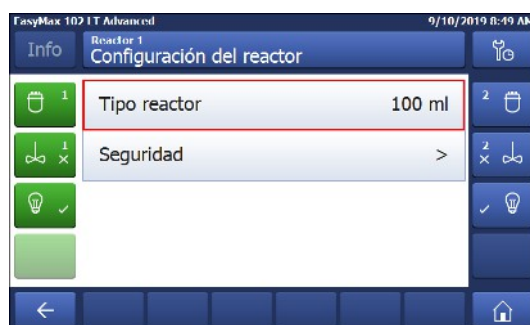 EasyMax 102 LT Advanced 9/10/2019 8:49 AM
Info
Reactor 1
Configuración del reactor
1 Tipo reactor 100 ml 2
1 Seguridad > 2